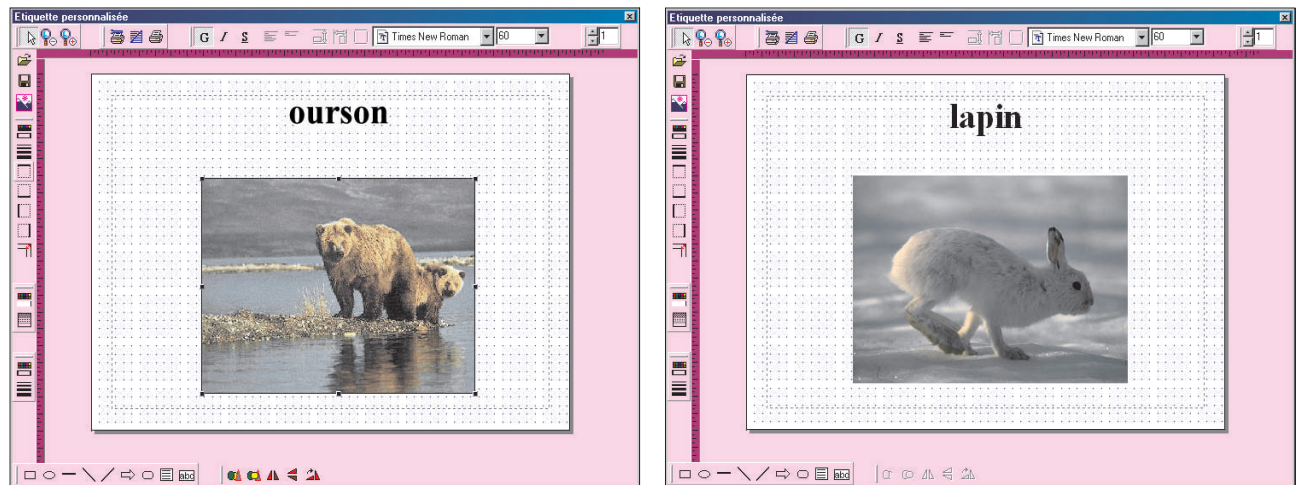 Etiquette personnalisée
G I S Times New Roman 60 1
ourson
abc
Etiquette personnalisée
G I S Times New Roman 60 1
lapin
abc